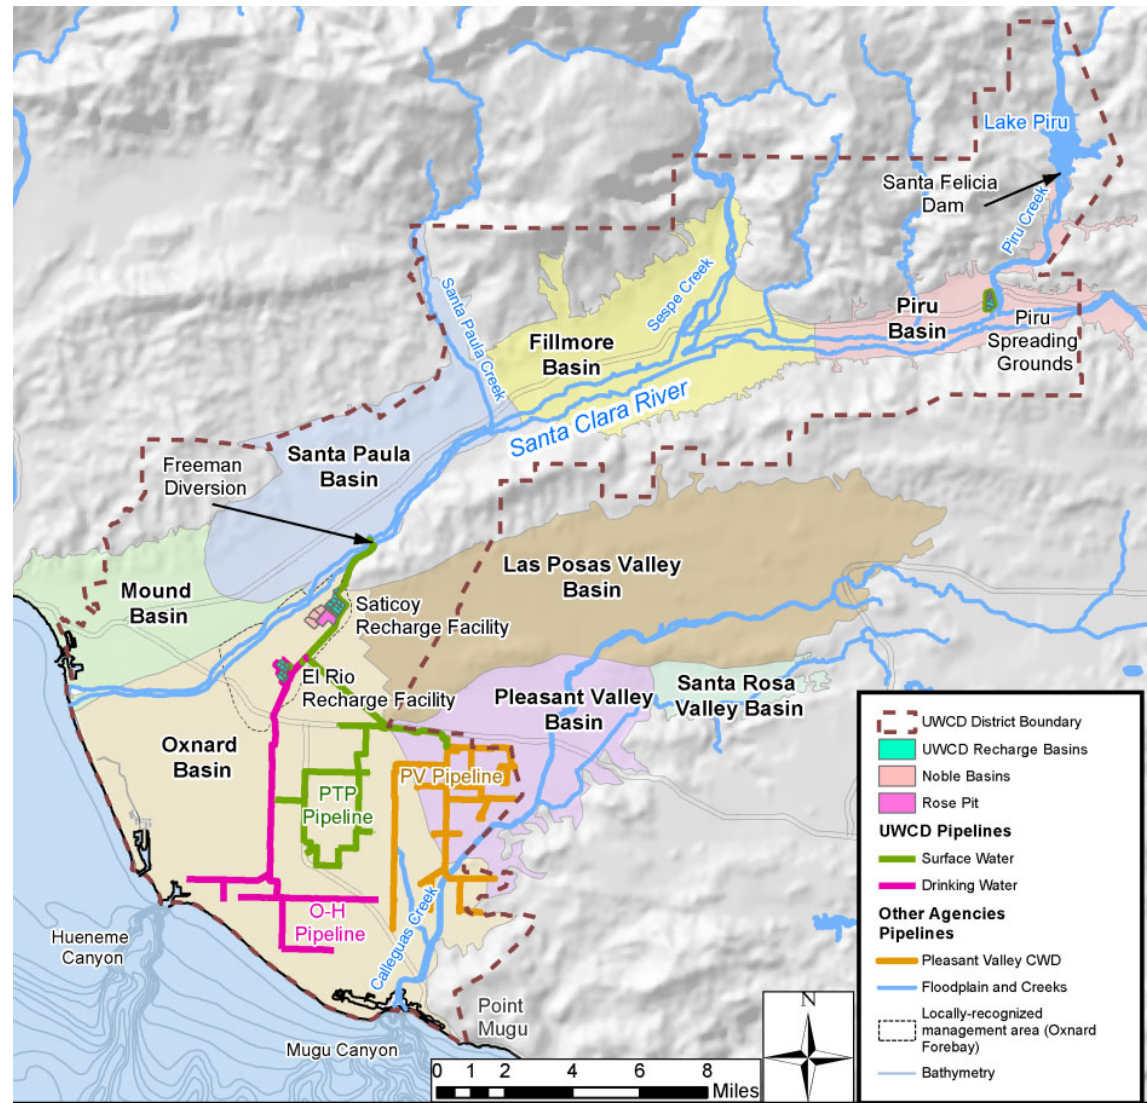 Lake Piru
Santa Felicia
Dam
Piru Creek
Santa Paula Creek
Sespe Creek
Fillmore
Basin
Piru
Basin
Piru
Spreading
Grounds
Santa Clara River
Santa Paula
Basin
Freeman
Diversion
Las Posas Valley
Basin
Mound
Basin
Saticoy
Recharge Facility
El Rio
Recharge Facility
Pleasant Valley
Basin
Santa Rosa
Valley Basin
Oxnard
Basin
PV Pipeline
PTP
Pipeline
O-H
Pipeline
Calleguas Creek
Hueneme
Canyon
Mugu Canyon
Point
Mugu
0 1 2 4 6 8
Miles
N
UWCD District Boundary
UWCD Recharge Basins
Noble Basins
Rose Pit
UWCD Pipelines
Surface Water
Drinking Water
Other Agencies
Pipelines
Pleasant Valley CWD
Floodplain and Creeks
Locally-recognized
management area (Oxnard
Forebay)
Bathymetry